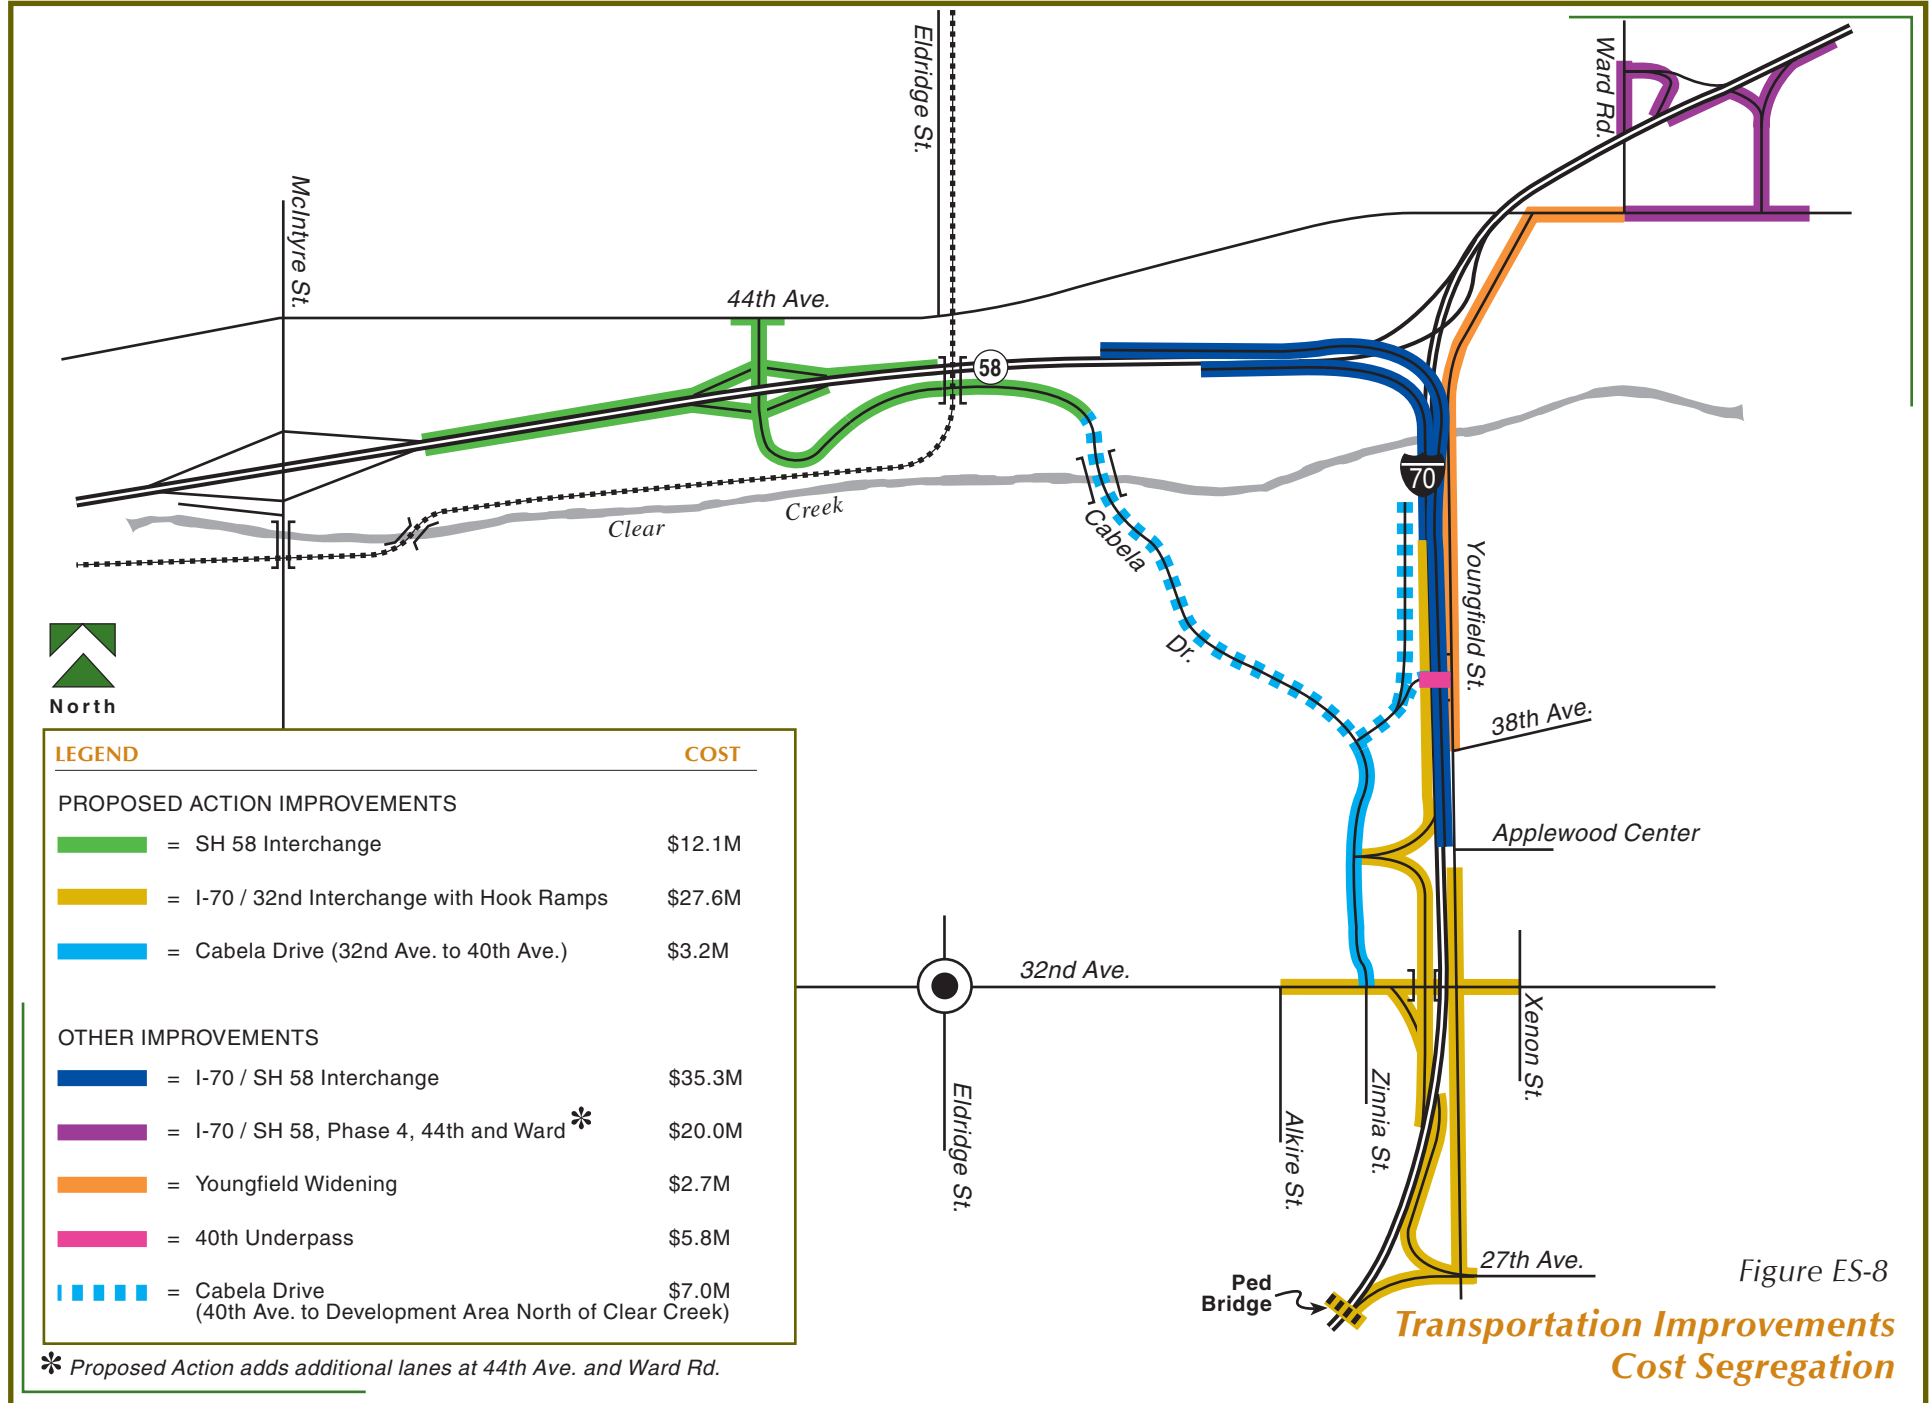 Eldridge St.
Ward Rd.
McIntyre St.
44th Ave.
58
70
Clear
Creek
Cabela
Dr.
Youngfield St.
38th Ave.
Applewood Center
North
LEGEND COST
PROPOSED ACTION IMPROVEMENTS
= SH 58 Interchange $12.1M
= I-70 / 32nd Interchange with Hook Ramps $27.6M
= Cabela Drive (32nd Ave. to 40th Ave.) $3.2M
OTHER IMPROVEMENTS
= I-70 / SH 58 Interchange $35.3M
= I-70 / SH 58, Phase 4, 44th and Ward * $20.0M
= Youngfield Widening $2.7M
= 40th Underpass $5.8M
= Cabela Drive $7.0M
(40th Ave. to Development Area North of Clear Creek)
* Proposed Action adds additional lanes at 44th Ave. and Ward Rd.
32nd Ave.
Eldridge St.
Alkire St.
Zinnia St.
Xenon St.
27th Ave.
Ped
Bridge
Figure ES-8
Transportation Improvements
Cost Segregation